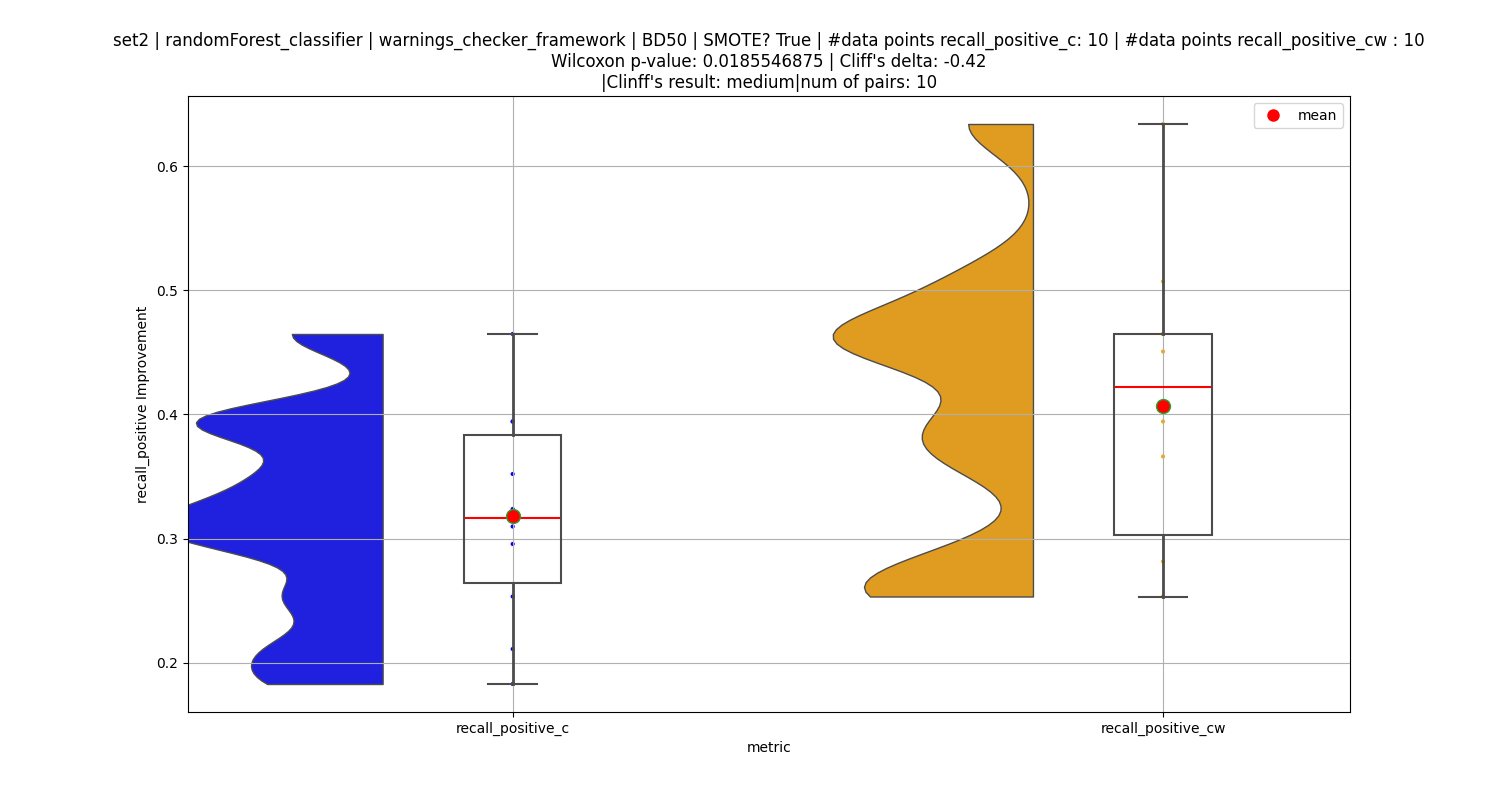 set2 | randomForest_classifier | warnings_checker_framework | BD50 | SMOTE? True | #data points recall_positive_c: 10 | #data points recall_positive_cw : 10
Wilcoxon p-value: 0.0185546875 | Cliff's delta: -0.42
|Clinff's result: medium|num of pairs: 10
mean
recall_positive Improvement
0.6
0.5
0.4
0.3
0.2
recall_positive_c
recall_positive_cw
metric